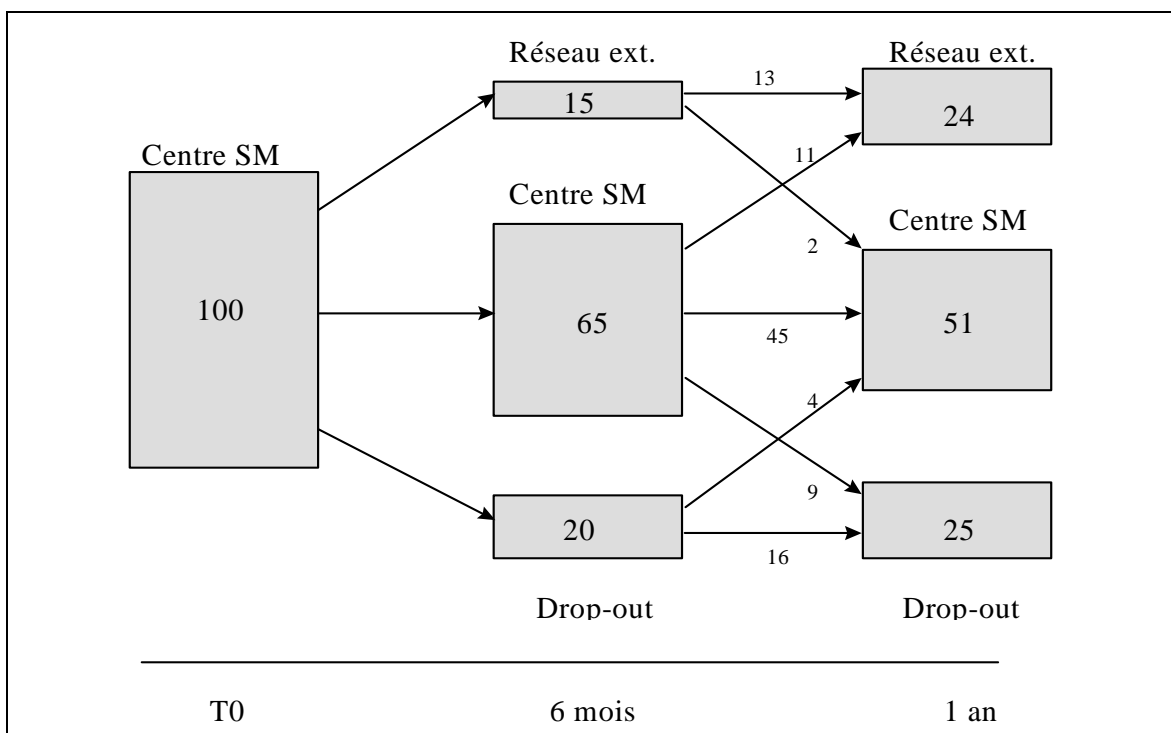 Réseau ext.
Réseau ext.
13
15
24
Centre SM
11
Centre SM
Centre SM
2
100
65
45
51
4
9
20
25
16
Drop-out
Drop-out
T0
6 mois
1 an